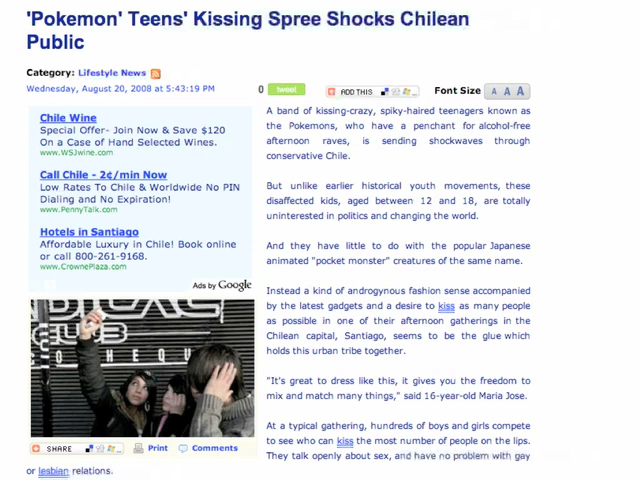 'Pokemon' Teens' Kissing Spree Shocks Chilean
Public
Category: Lifestyle News
Wednesday, August 20, 2008 at 5:43:19 PM
0 tweet
ADD THIS
Font Size A A A
Chile Wine
Special Offer- Join Now & Save $120
On a Case of Hand Selected Wines.
www.WSJwine.com
Call Chile - 2¢/min Now
Low Rates To Chile & Worldwide No PIN
Dialing and No Expiration!
www.PennyTalk.com
Hotels in Santiago
Affordable Luxury in Chile! Book online
or call 800-261-9168.
www.CrownePlaza.com
Ads by Google
CLUB
SHARE
Print
Comments
A band of kissing-crazy, spiky-haired teenagers known as
the Pokemons, who have a penchant for alcohol-free
afternoon raves, is sending shockwaves through
conservative Chile.
But unlike earlier historical youth movements, these
disaffected kids, aged between 12 and 18, are totally
uninterested in politics and changing the world.
And they have little to do with the popular Japanese
animated "pocket monster" creatures of the same name.
Instead a kind of androgynous fashion sense accompanied
by the latest gadgets and a desire to kiss as many people
as possible in one of their afternoon gatherings in the
Chilean capital, Santiago, seems to be the glue which
holds this urban tribe together.
"It's great to dress like this, it gives you the freedom to
mix and match many things," said 16-year-old Maria Jose.
At a typical gathering, hundreds of boys and girls compete
to see who can kiss the most number of people on the lips.
They talk openly about sex, and have no problem with gay
or lesbian relations.